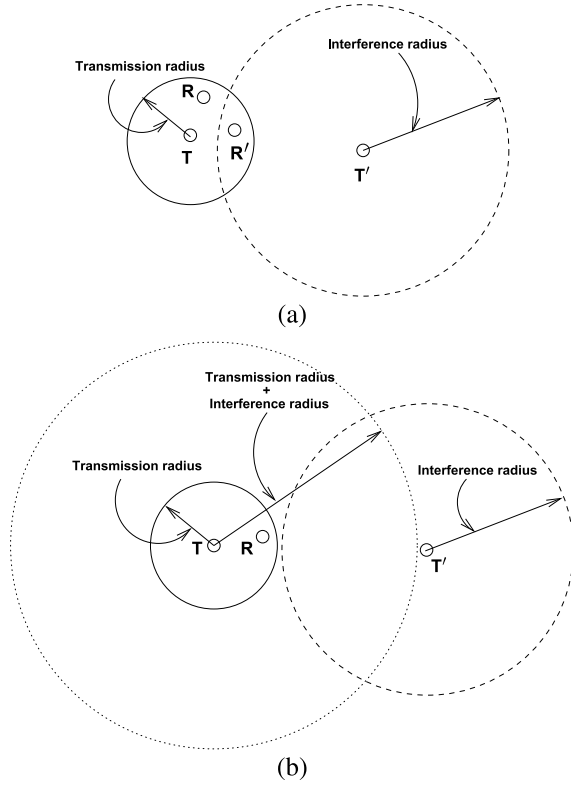 Interference radius
Transmission radius
R
R′
T
T′
(a)
Transmission radius
+
Interference radius
Transmission radius
Interference radius
T
R
T′
(b)